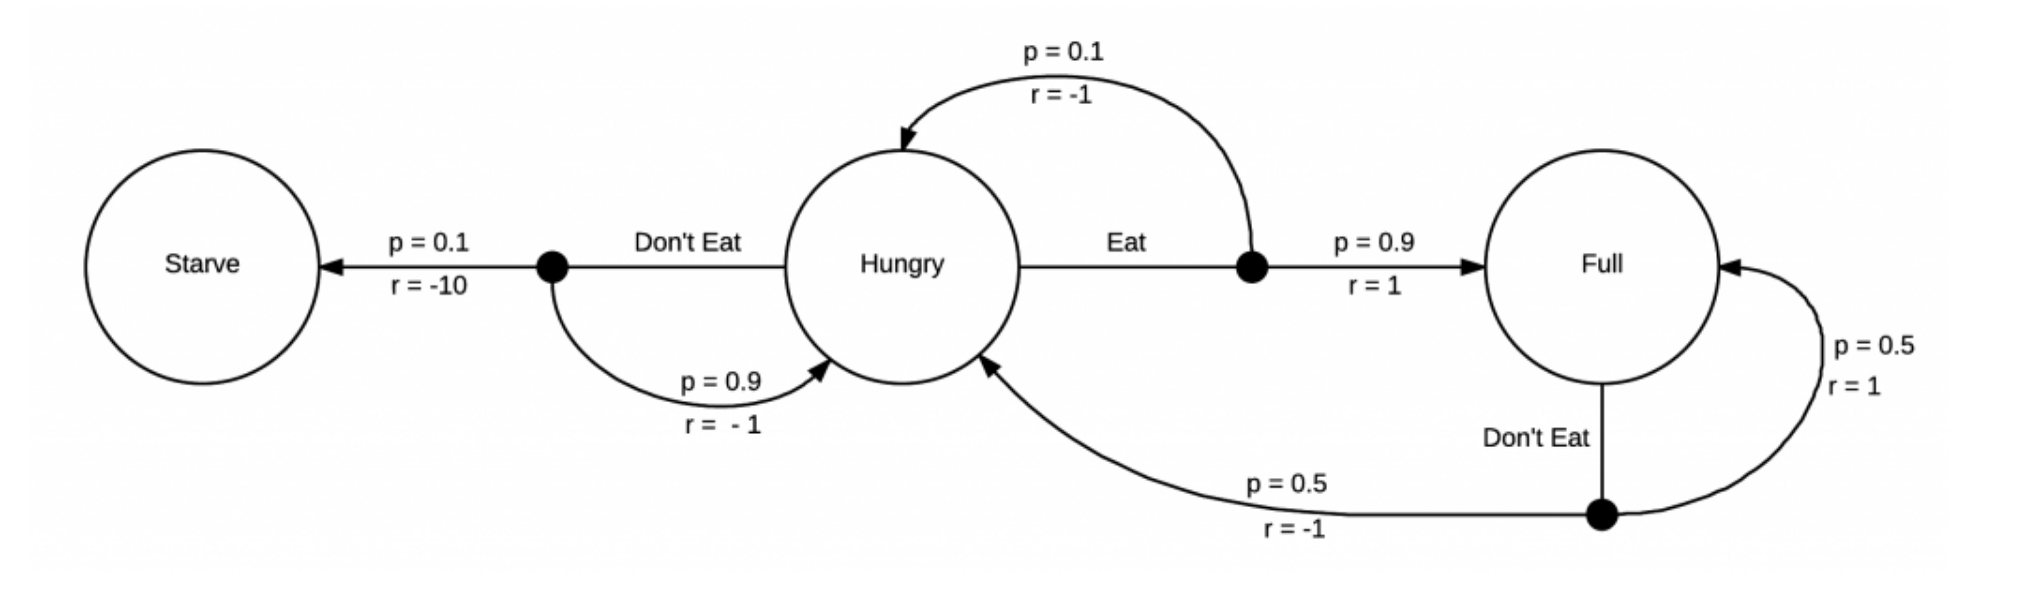 p = 0.1
r = -1
Starve
p = 0.1
r = -10
Don't Eat
Hungry
Eat
p = 0.9
r = 1
Full
p = 0.9
r =  - 1
p = 0.5
r = 1
Don't Eat
p = 0.5
r = -1